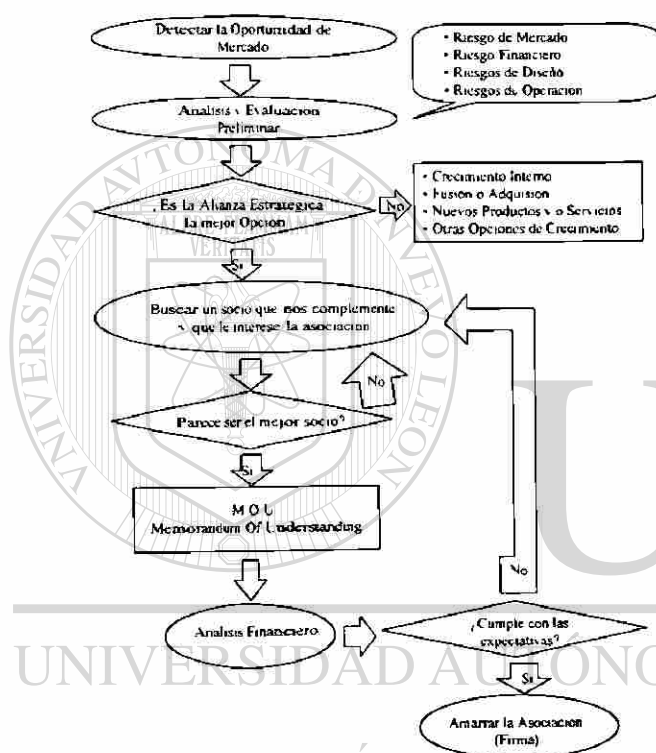 Detectar la Oportunidad de
Mercado
• Riesgo de Mercado
• Riesgo Financiero
• Riesgos de Diseño
• Riesgos de Operacion
Analisis y Evaluacion
Preliminar
¿Es La Alianza Estrategica
la mejor Opcion
No
• Crecimiento Interno
• Fusion o Adquision
• Nuevos Productos y o Servicios
• Otras Opciones de Crecimiento
Si
Buscar un socio que nos complemente
y que le interese la asociacion
No
Parece ser el mejor socio?
Si
M O U
Memorandum Of Understanding
No
Analisis Financiero
¿Cumple con las
expectativas?
Si
Amarrar la Asociacion
(Firma)
UNIVERSIDAD AUTÓNO
U
UNIVERSIDAD AVTONOMA DE NVEVO LEON
VERITATIS